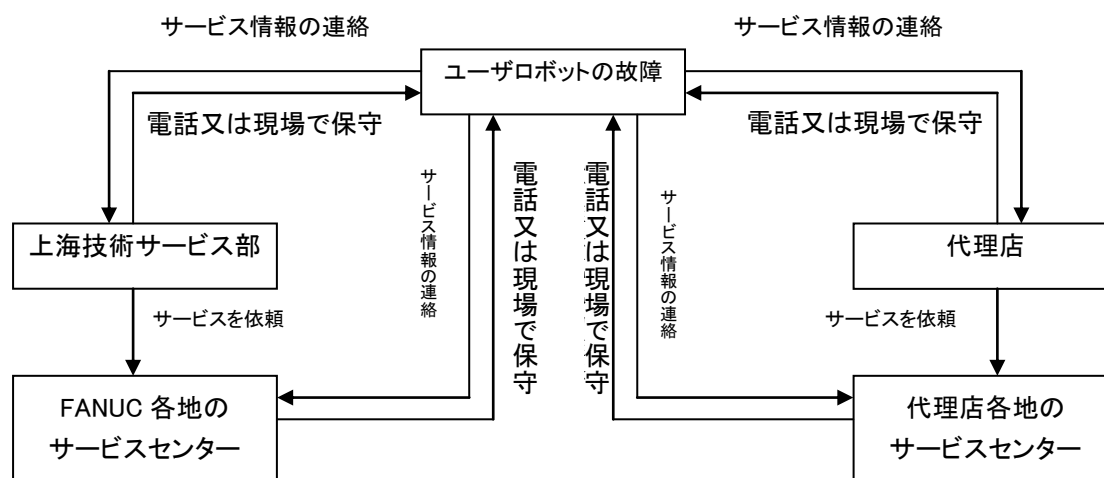 サービス情報の連絡
サービス情報の連絡
ユーザロボットの故障
電話又は現場で保守
電話又は現場で保守
サービス情報の連絡
電話又は現場で保守
電話又は現場で保守
サービス情報の連絡
上海技術サービス部
代理店
サービスを依頼
サービスを依頼
FANUC 各地の
サービスセンター
代理店各地の
サービスセンター